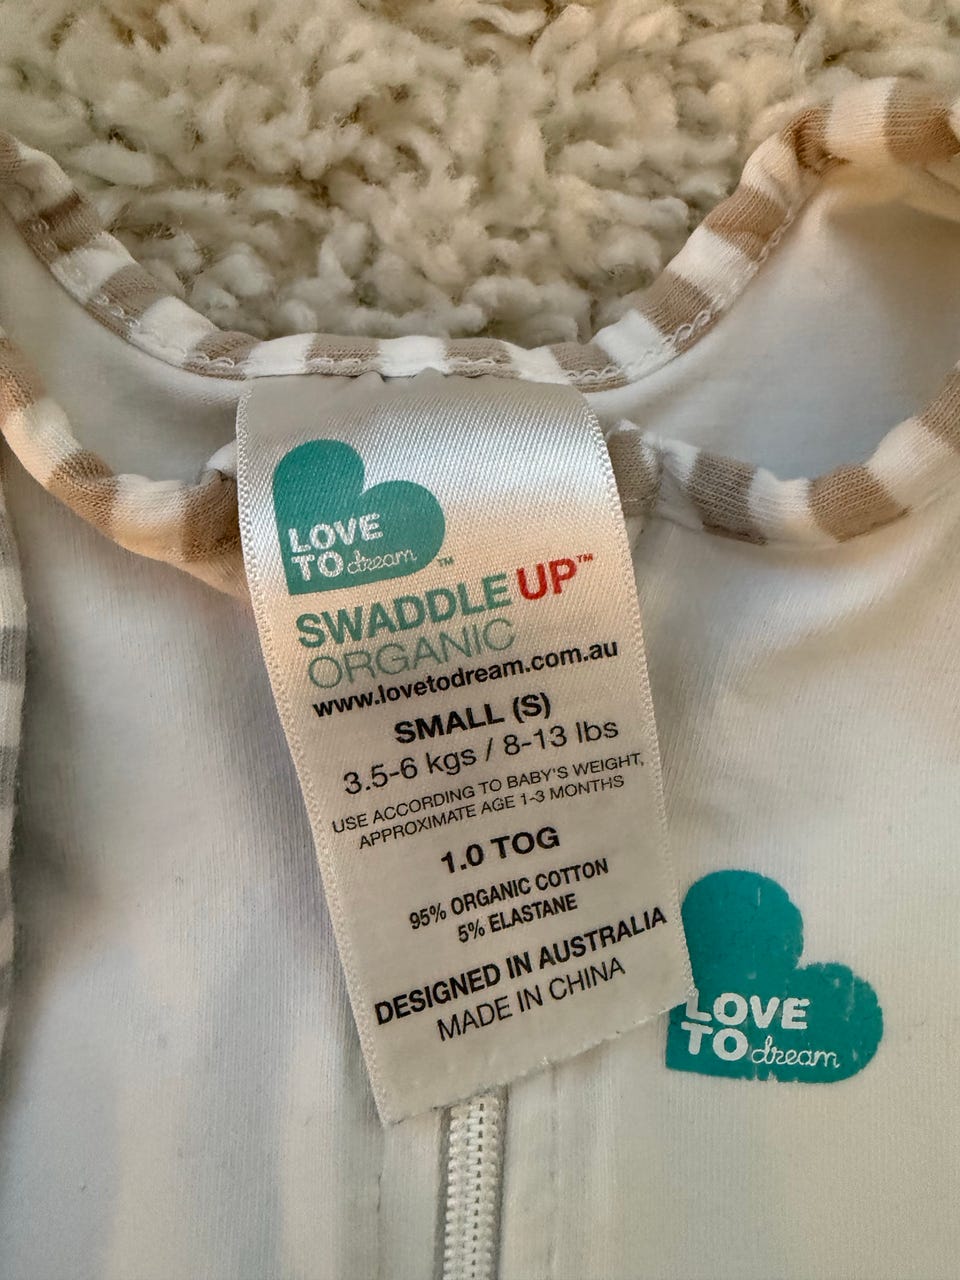 LOVE
TO dream™
SWADDLE UP™
ORGANIC
www.lovetodream.com.au
SMALL (S)
3.5-6 kgs / 8-13 lbs
USE ACCORDING TO BABY'S WEIGHT,
APPROXIMATE AGE 1-3 MONTHS
1.0 TOG
95% ORGANIC COTTON
5% ELASTANE
DESIGNED IN AUSTRALIA
MADE IN CHINA
LOVE
TO dream